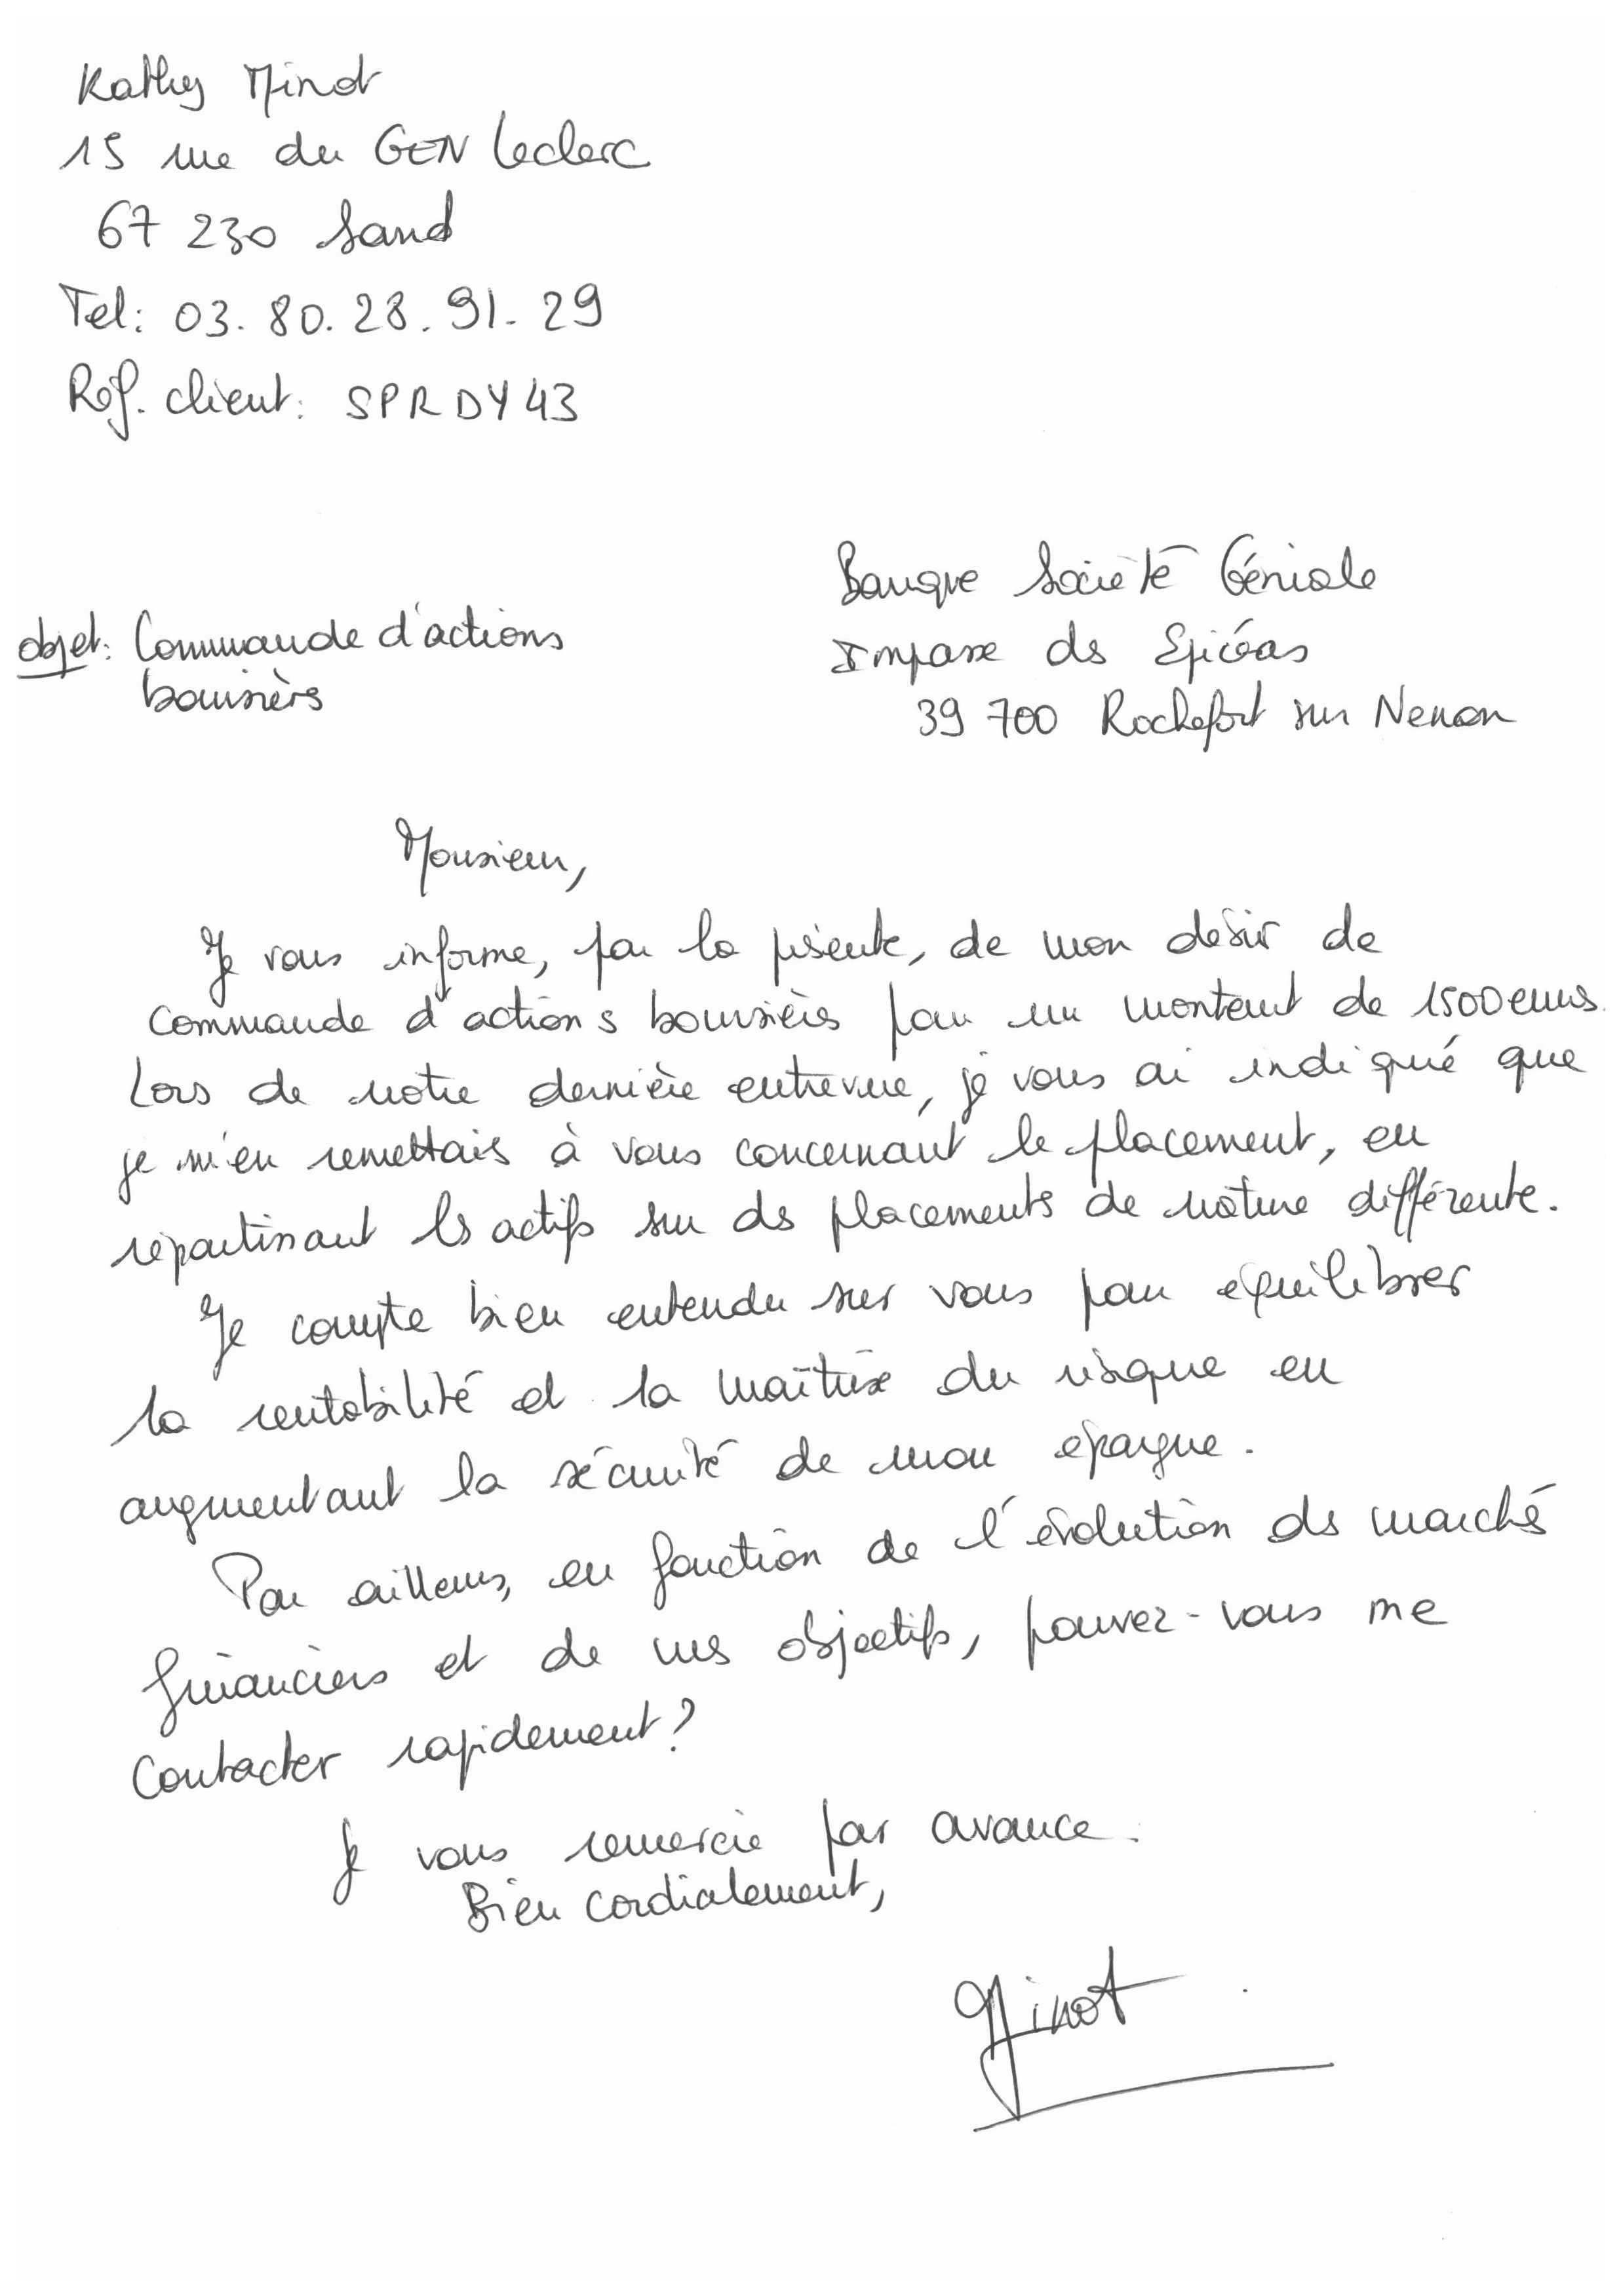 Kathy Minot
15 rue du GEN Leclerc
67 230 Sand
Tel: 03.80.28.91.29
Réf. client: SPRDY43
Banque Société Géniale
Impasse des Epicéas
39 700 Rochefort sur Nenon
objet: Commande d'actions
boursières
Monsieur,
Je vous informe, par la présente, de mon désir de
commande d'actions boursières pour un montant de 1500 euros.
Lors de notre dernière entrevue, je vous ai indiqué que
je m'en remettais à vous concernant le placement, en
répartissant les actifs sur des placements de nature différente.
Je compte bien entendu sur vous pour équilibrer
la rentabilité et la maîtrise du risque en
augmentant la sécurité de mon épargne.
Par ailleurs, en fonction de l'évolution des marchés
financiers et de mes objectifs, pouvez-vous me
contacter rapidement?
Je vous remercie par avance.
Bien cordialement,
Minot